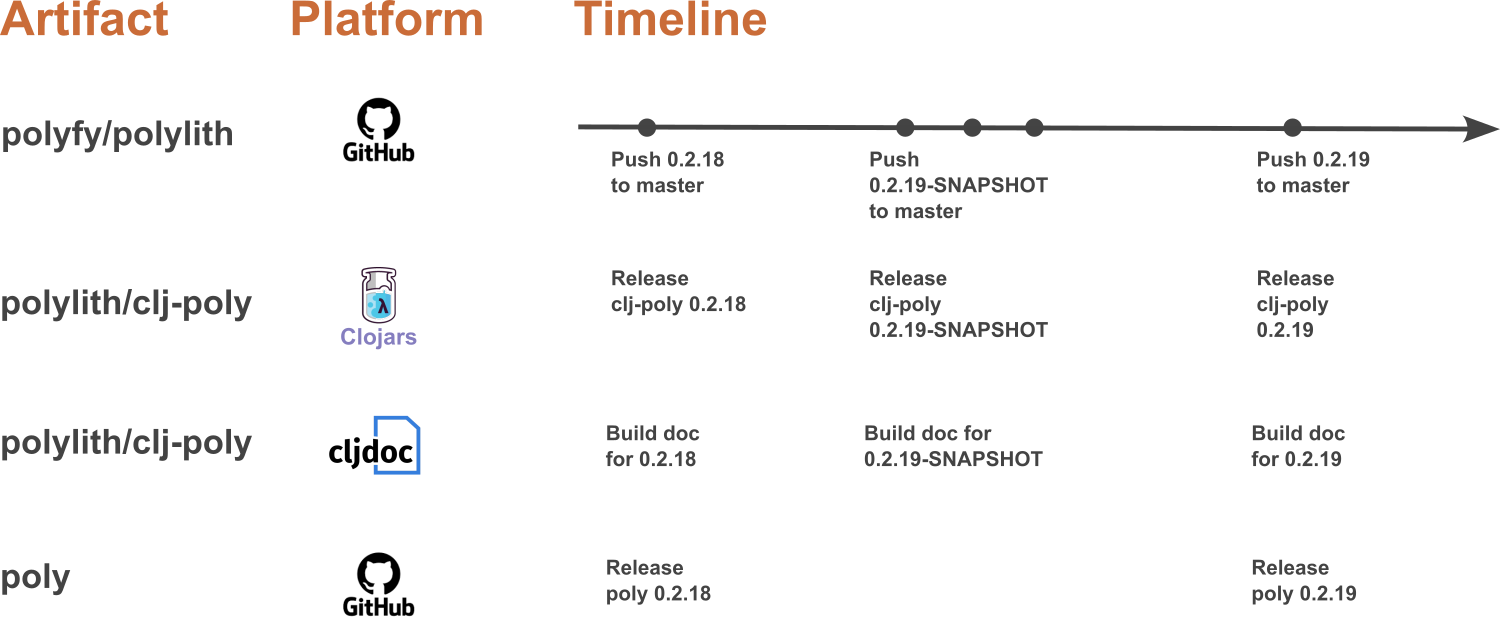 Artifact
Platform
Timeline
polyfy/polylith
GitHub
Push 0.2.18
to master
Push
0.2.19-SNAPSHOT
to master
Push 0.2.19
to master
polylith/clj-poly
λ
Clojars
Release
clj-poly 0.2.18
Release
clj-poly
0.2.19-SNAPSHOT
Release
clj-poly
0.2.19
polylith/clj-poly
cljdoc
Build doc
for 0.2.18
Build doc for
0.2.19-SNAPSHOT
Build doc
for 0.2.19
poly
GitHub
Release
poly 0.2.18
Release
poly 0.2.19